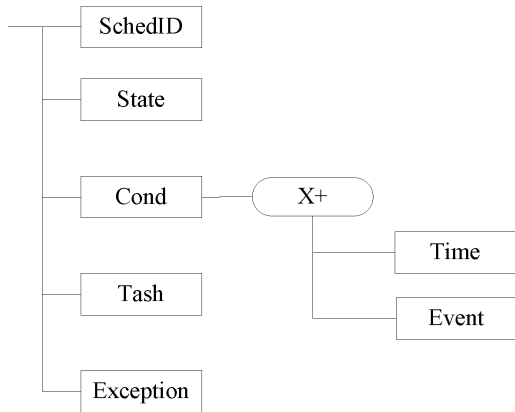 SchedID
State
Cond
X+
Time
Event
Tash
Exception